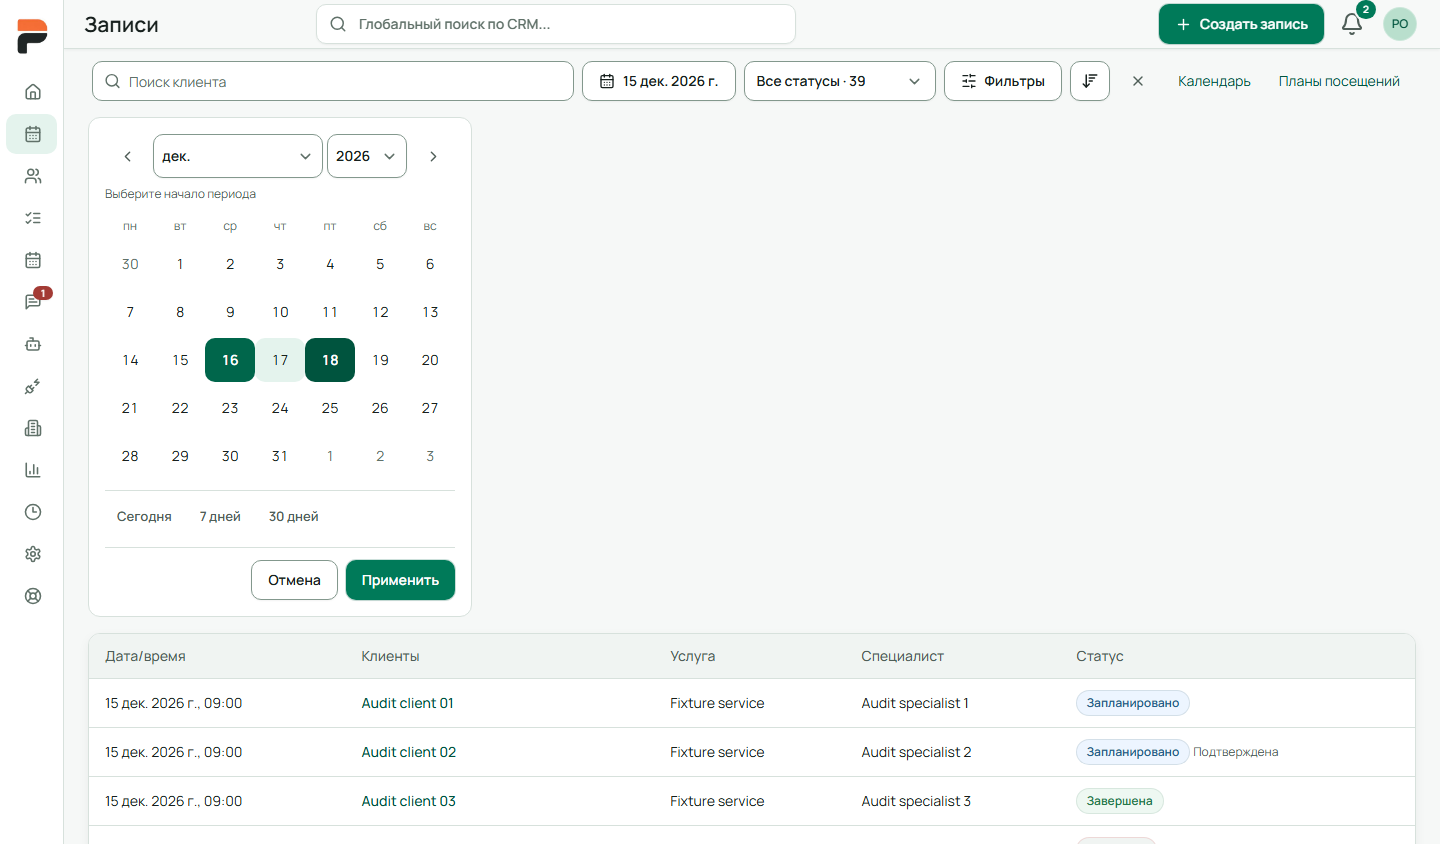 Записи
Глобальный поиск по CRM...
Создать запись
2
РО
Поиск клиента
15 дек. 2026 г.
Все статусы · 39
Фильтры
Календарь
Планы посещений
1
дек.
2026
Выберите начало периода
пн вт ср чт пт сб вс
30 1 2 3 4 5 6
7 8 9 10 11 12 13
14 15 16 17 18 19 20
21 22 23 24 25 26 27
28 29 30 31 1 2 3
Сегодня 7 дней 30 дней
Отмена Применить
Дата/время Клиенты Услуга Специалист Статус
15 дек. 2026 г., 09:00 Audit client 01 Fixture service Audit specialist 1 Запланировано
15 дек. 2026 г., 09:00 Audit client 02 Fixture service Audit specialist 2 Запланировано Подтверждена
15 дек. 2026 г., 09:00 Audit client 03 Fixture service Audit specialist 3 Завершена